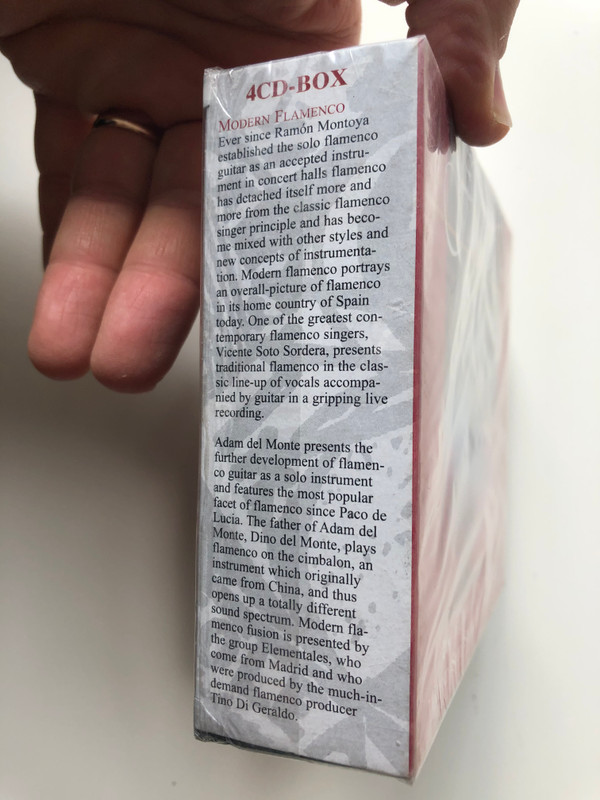 4CD-BOX
MODERN FLAMENCO
Ever since Ramón Montoya
established the solo flamenco
guitar as an accepted instru-
ment in concert halls flamenco
has detached itself more and
more from the classic flamenco
singer principle and has beco-
me mixed with other styles and
new concepts of instrumenta-
tion. Modern flamenco portrays
an overall-picture of flamenco
in its home country of Spain
today. One of the greatest con-
temporary flamenco singers,
Vicente Soto Sordera, presents
traditional flamenco in the clas-
sic line-up of vocals accompa-
nied by guitar in a gripping live
recording.
Adam del Monte presents the
further development of flamen-
co guitar as a solo instrument
and features the most popular
facet of flamenco since Paco de
Lucia. The father of Adam del
Monte, Dino del Monte, plays
flamenco on the cimbalon, an
instrument which originally
came from China, and thus
opens up a totally different
sound spectrum. Modern fla-
menco fusion is presented by
the group Elementales, who
come from Madrid and who
were produced by the much-in-
demand flamenco producer
Tino Di Geraldo.